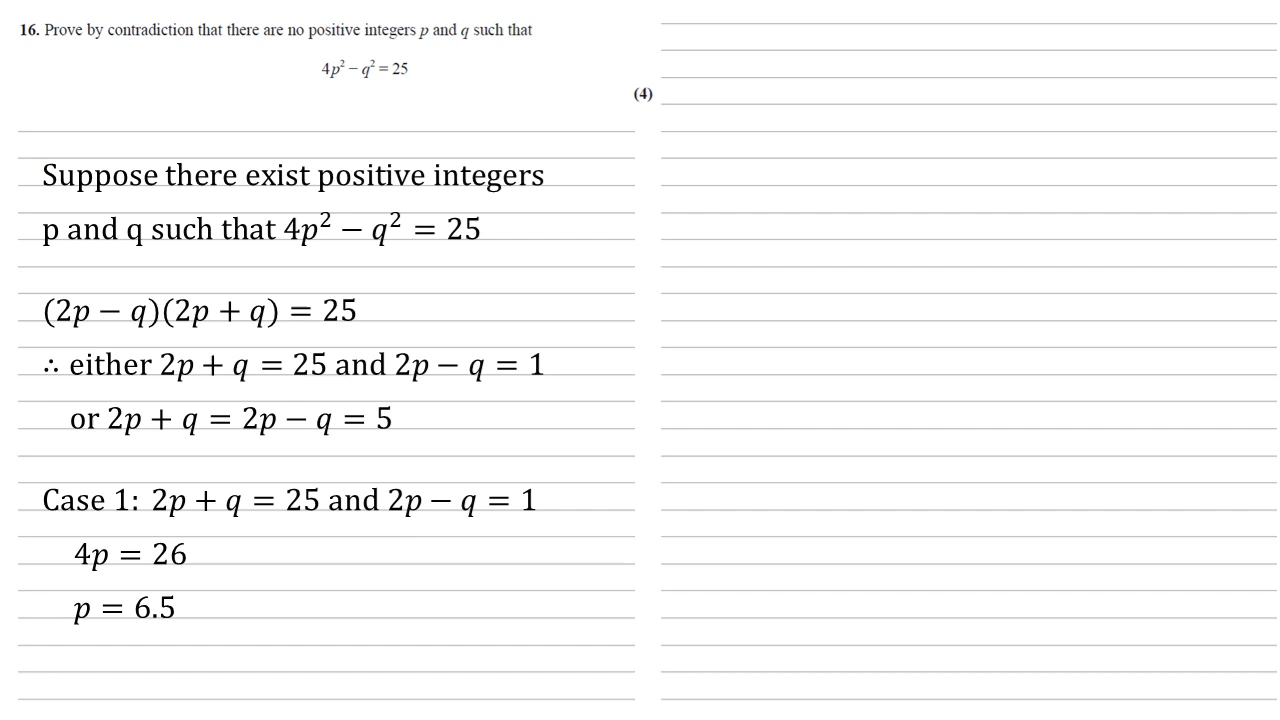 16. Prove by contradiction that there are no positive integers p and q such that
4p² – q² = 25
(4)
Suppose there exist positive integers
p and q such that 4p² − q² = 25
(2p − q)(2p + q) = 25
∴ either 2p + q = 25 and 2p − q = 1
or 2p + q = 2p − q = 5
Case 1: 2p + q = 25 and 2p − q = 1
4p = 26
p = 6.5